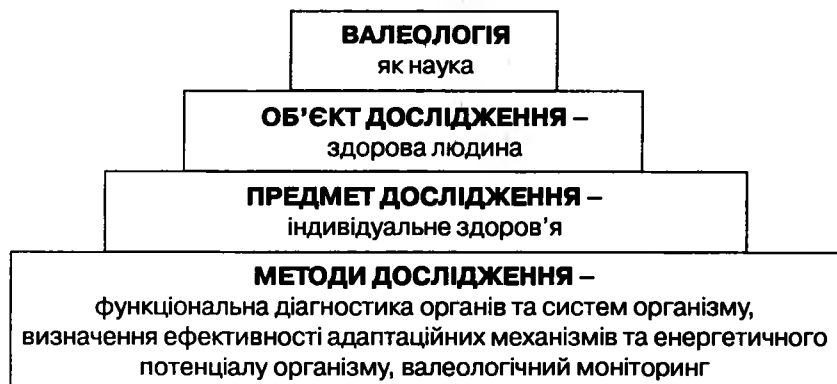 ВАЛЕОЛОГІЯ
як наука
ОБ’ЄКТ ДОСЛІДЖЕННЯ –
здорова людина
ПРЕДМЕТ ДОСЛІДЖЕННЯ –
індивідуальне здоров’я
МЕТОДИ ДОСЛІДЖЕННЯ –
функціональна діагностика органів та систем організму,
визначення ефективності адаптаційних механізмів та енергетичного
потенціалу організму, валеологічний моніторинг